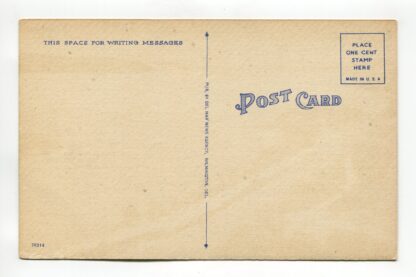 THIS SPACE FOR WRITING MESSAGES
PLACE
ONE CENT
STAMP
HERE
MADE IN U.S.A
POST CARD
PUB. BY DEL. MAR NEWS AGENCY, WILMINGTON, DEL.